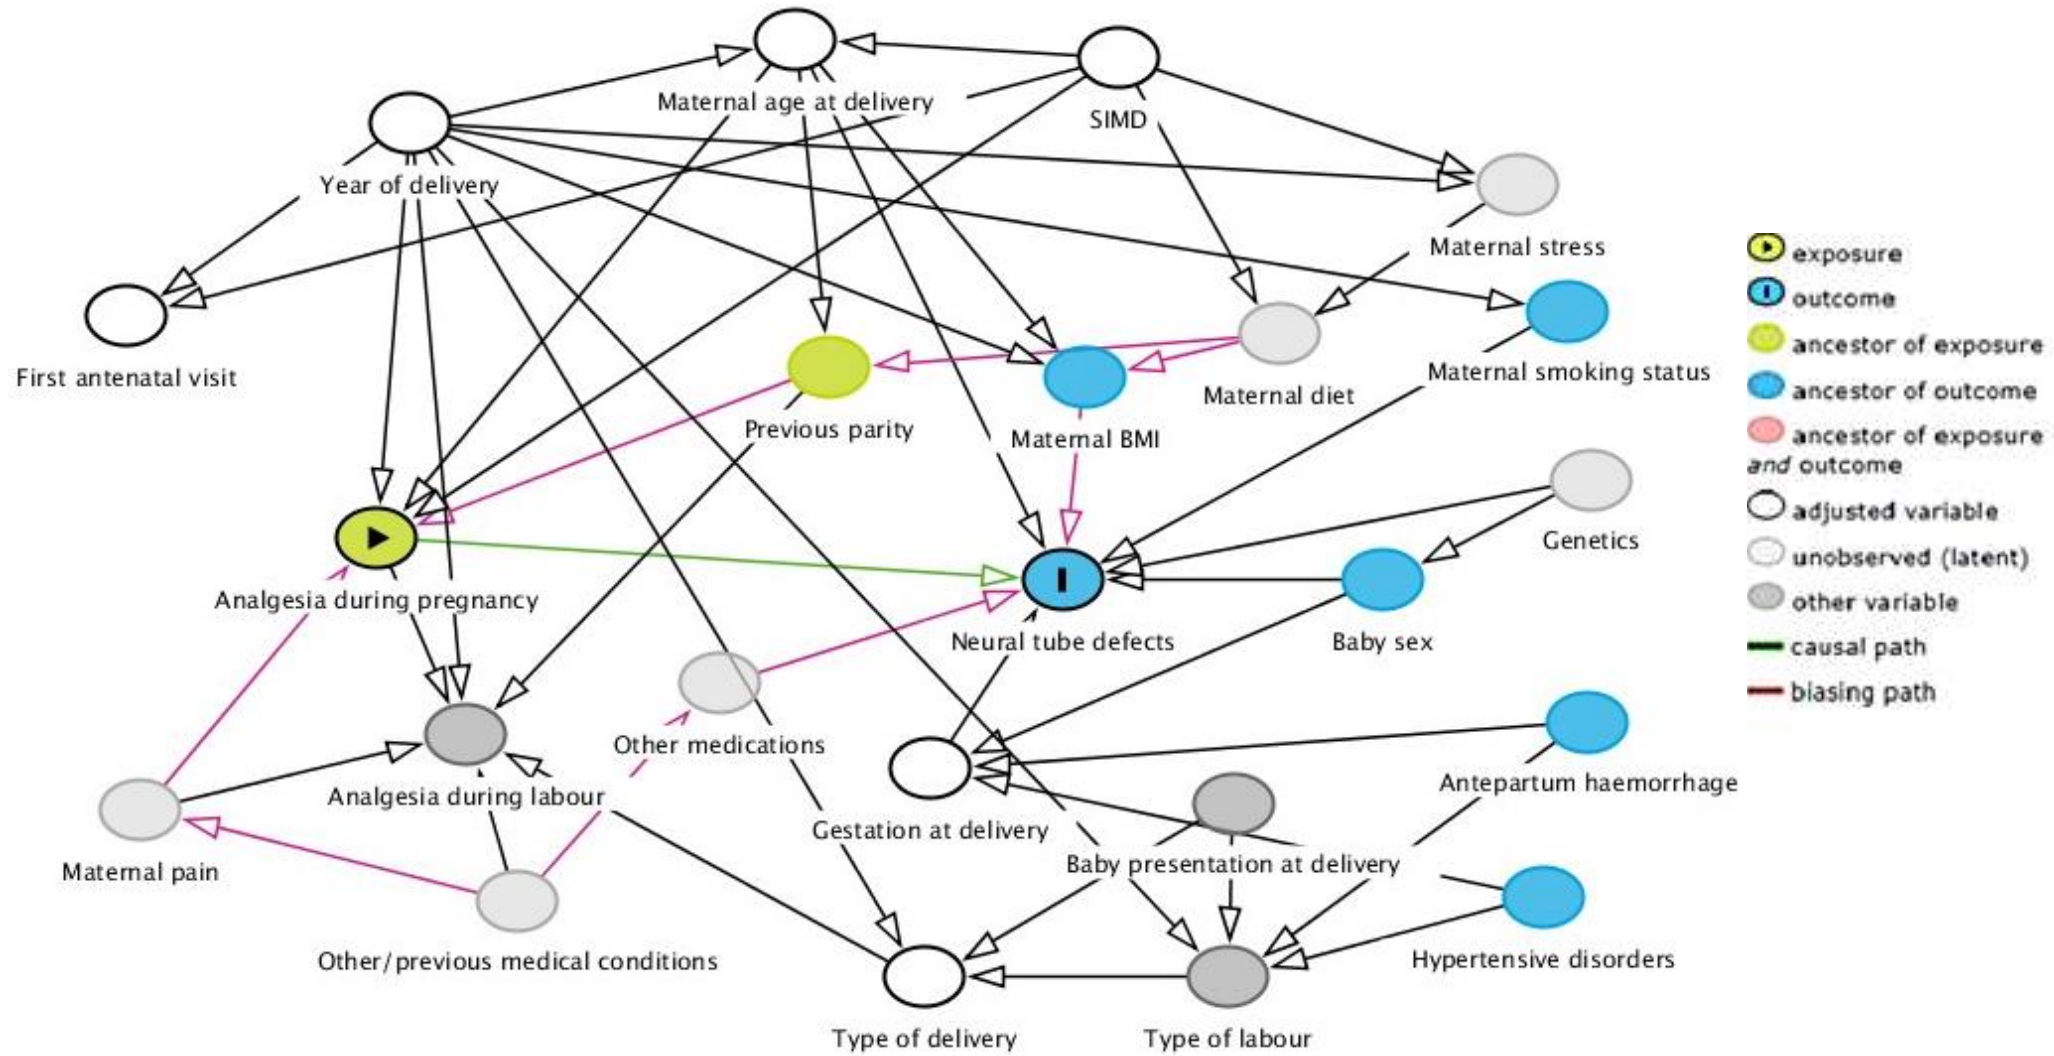 Maternal age at delivery
SIMD
Year of delivery
Maternal stress
First antenatal visit
Maternal smoking status
Maternal diet
Previous parity
Maternal BMI
Genetics
Analgesia during pregnancy
Neural tube defects
Baby sex
Other medications
Antepartum haemorrhage
Analgesia during labour
Gestation at delivery
Baby presentation at delivery
Maternal pain
Other/previous medical conditions
Hypertensive disorders
Type of delivery
Type of labour
exposure
outcome
ancestor of exposure
ancestor of outcome
ancestor of exposure
and outcome
adjusted variable
unobserved (latent)
other variable
causal path
biasing path